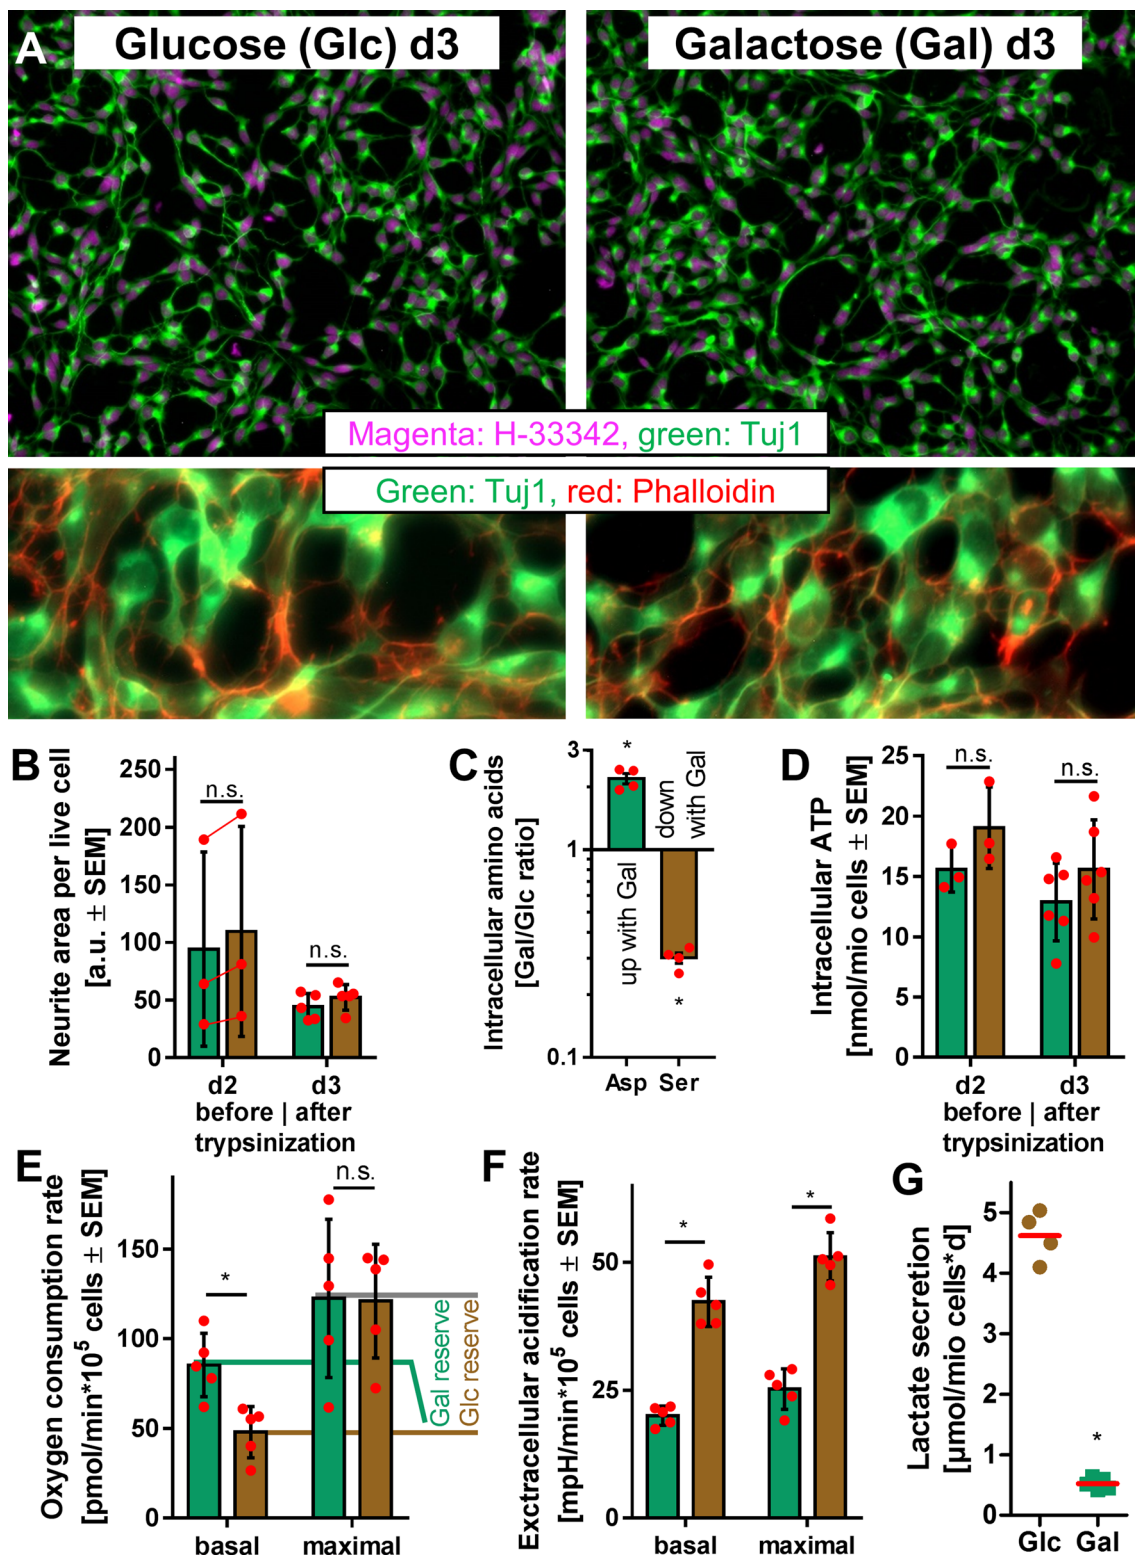 A
Glucose (Glc) d3
Galactose (Gal) d3
Magenta: H-33342, green: Tuj1
Green: Tuj1, red: Phalloidin
B
Neurite area per live cell
[a.u. ± SEM]
250
200
150
100
50
0
n.s.
n.s.
d2
d3
before | after
trypsinization
C
Intracellular amino acids
[Gal/Glc ratio]
3
1
0.1
*
down
with Gal
up with Gal
*
Asp
Ser
D
Intracellular ATP
[nmol/mio cells ± SEM]
25
20
15
10
5
0
n.s.
n.s.
d2
d3
before | after
trypsinization
E
Oxygen consumption rate
[pmol/min*10⁵ cells ± SEM]
150
100
50
0
*
n.s.
Gal reserve
Glc reserve
basal
maximal
F
Exctracellular acidification rate
[mpH/min*10⁵ cells ± SEM]
50
25
0
*
*
basal
maximal
G
Lactate secretion
[µmol/mio cells*d]
5
4
3
2
1
0
*
Glc
Gal